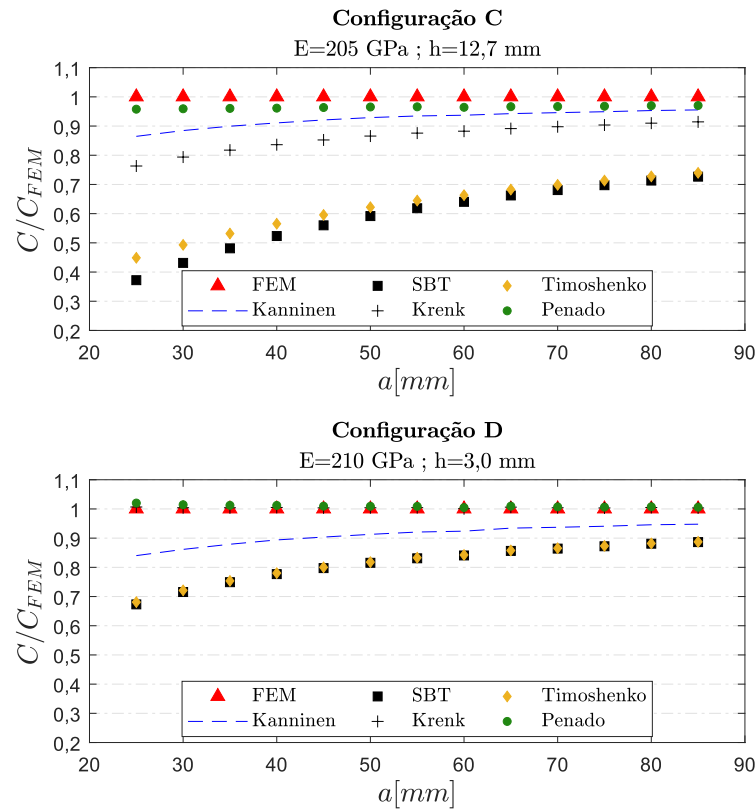 Configuração C
E=205 GPa ; h=12,7 mm
1,1
1
0,9
0,8
0,7
0,6
0,5
0,4
0,3
0,2
C/C_{FEM}
FEM SBT Timoshenko
Kanninen Krenk Penado
20 30 40 50 60 70 80 90
a[mm]
Configuração D
E=210 GPa ; h=3,0 mm
1,1
1
0,9
0,8
0,7
0,6
0,5
0,4
0,3
0,2
C/C_{FEM}
FEM SBT Timoshenko
Kanninen Krenk Penado
20 30 40 50 60 70 80 90
a[mm]